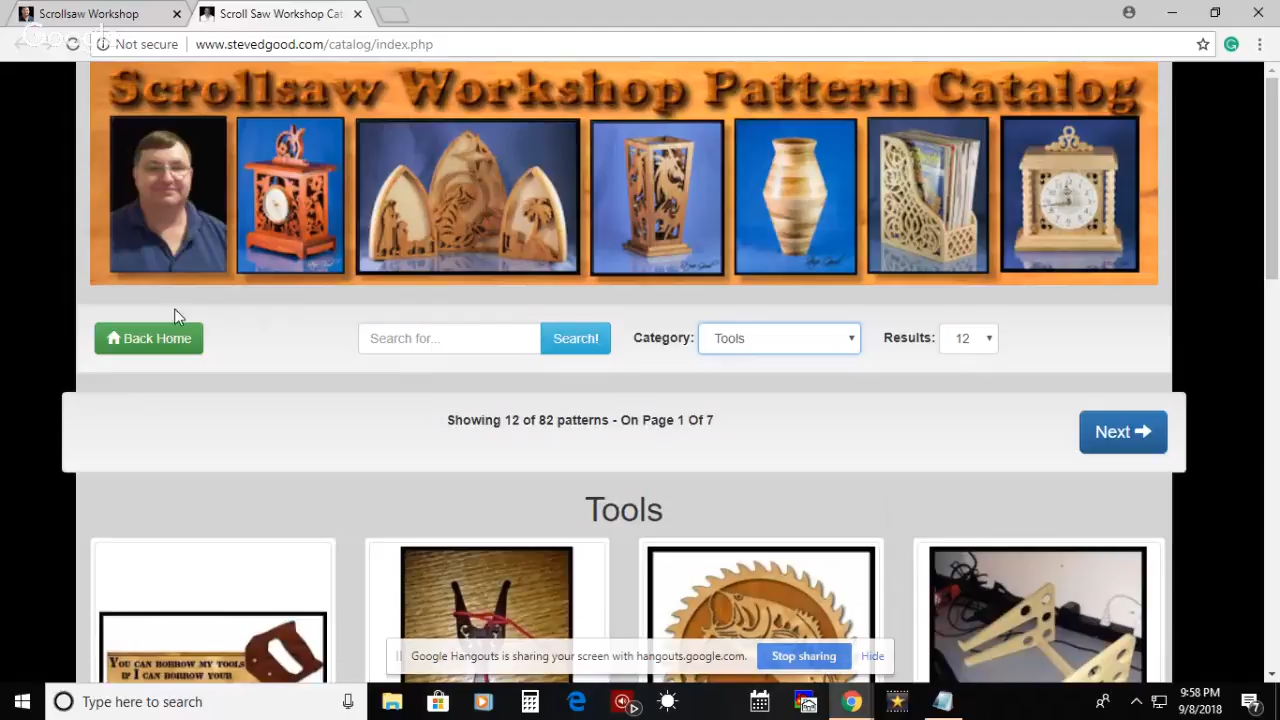 Scrollsaw Workshop
Scroll Saw Workshop Cat
Google
Not secure
www.stevedgood.com/catalog/index.php
Scrollsaw Workshop Pattern Catalog
Back Home
Search for...
Search!
Category:
Tools
Results:
12
Showing 12 of 82 patterns - On Page 1 Of 7
Next
Tools
YOU CAN BORROW MY TOOLS
IF I CAN BORROW YOUR
Google Hangouts is sharing your screen with hangouts.google.com.
Stop sharing
Hide
Type here to search
9:58 PM
9/8/2018
7